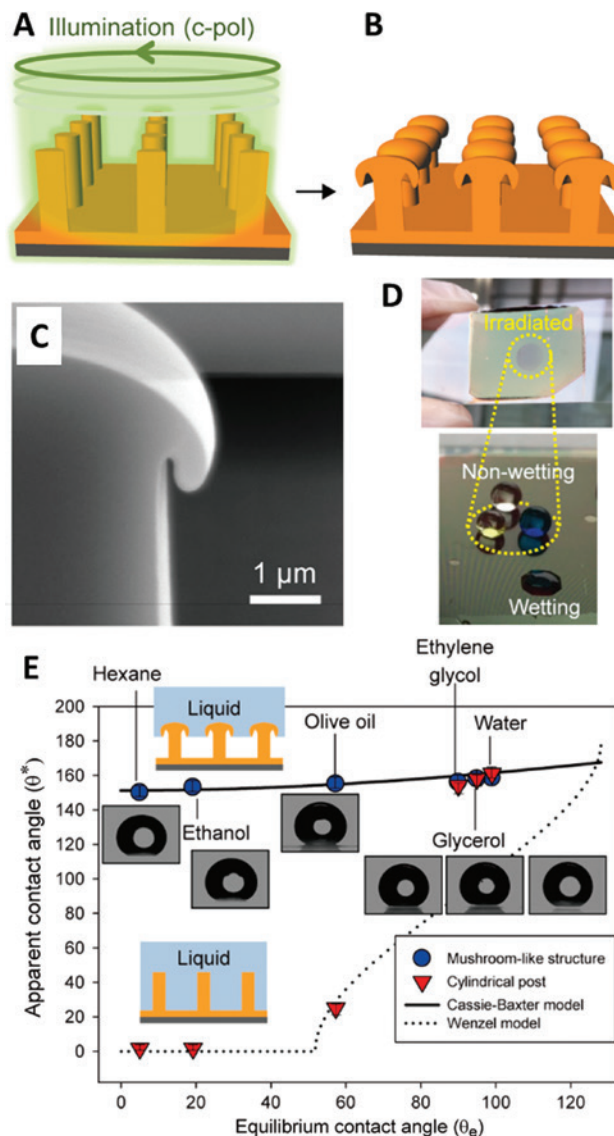 A
Illumination (c-pol)
B
C
1 μm
D
Irradiated
Non-wetting
Wetting
E
Hexane
Liquid
Olive oil
Ethylene
glycol
Water
Ethanol
Glycerol
Liquid
Mushroom-like structure
Cylindrical post
Cassie-Baxter model
Wenzel model
Apparent contact angle (θ*)
200
180
160
140
120
100
80
60
40
20
0
0 20 40 60 80 100 120
Equilibrium contact angle (θe)